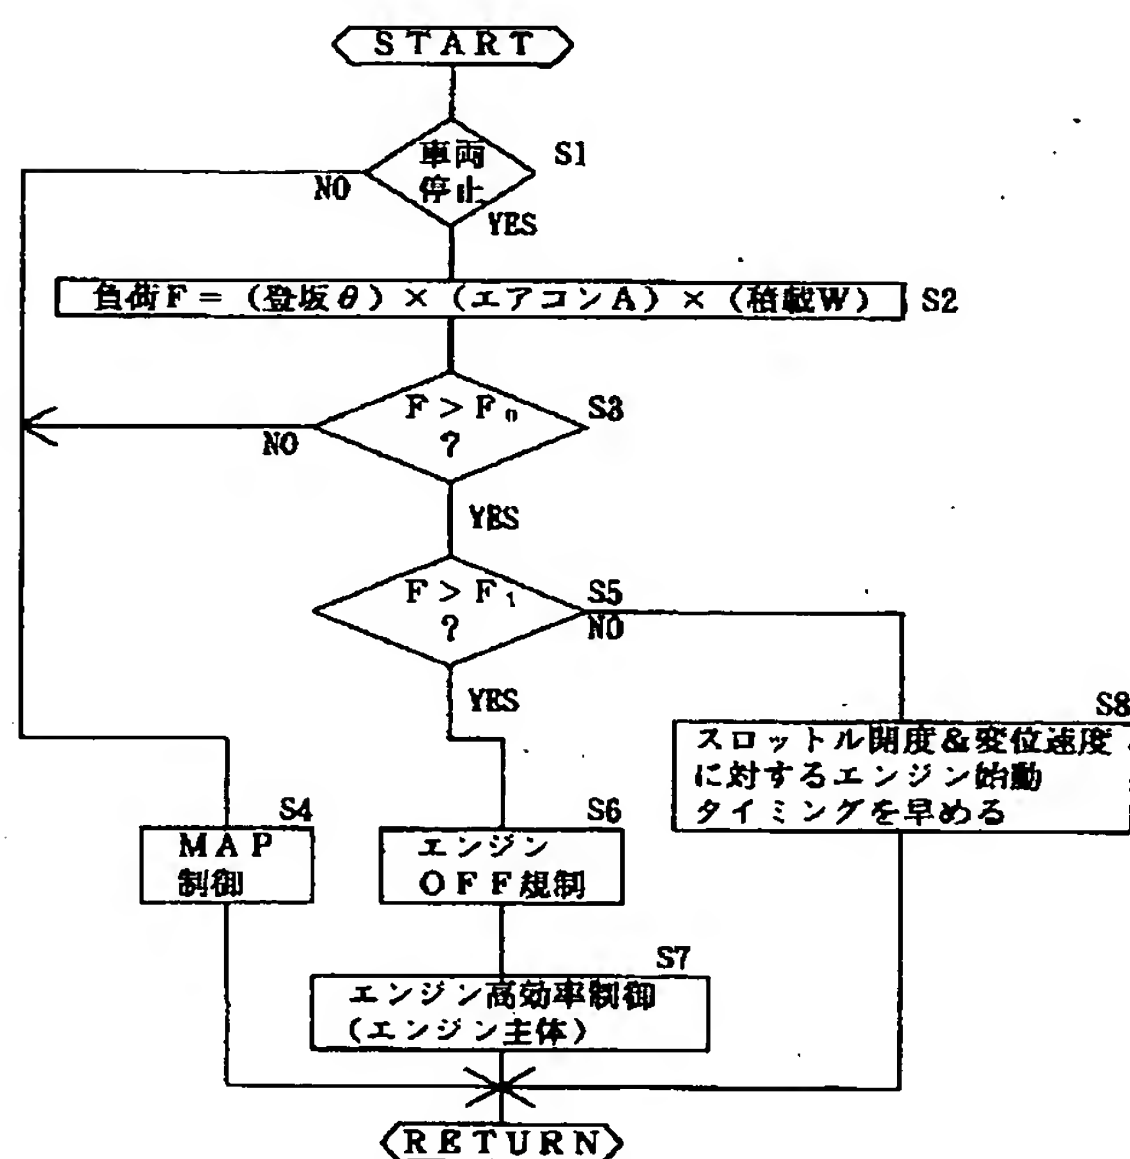 START
車両
停止
S1
NO
YES
負荷F=(登坂θ)×(エアコンA)×(積載W)
S2
F>F₀
?
S3
NO
YES
F>F₁
?
S5
NO
YES
S8
スロットル開度&変位速度
に対するエンジン始動
タイミングを早める
S4
MAP
制御
S6
エンジン
OFF規制
S7
エンジン高効率制御
(エンジン主体)
RETURN